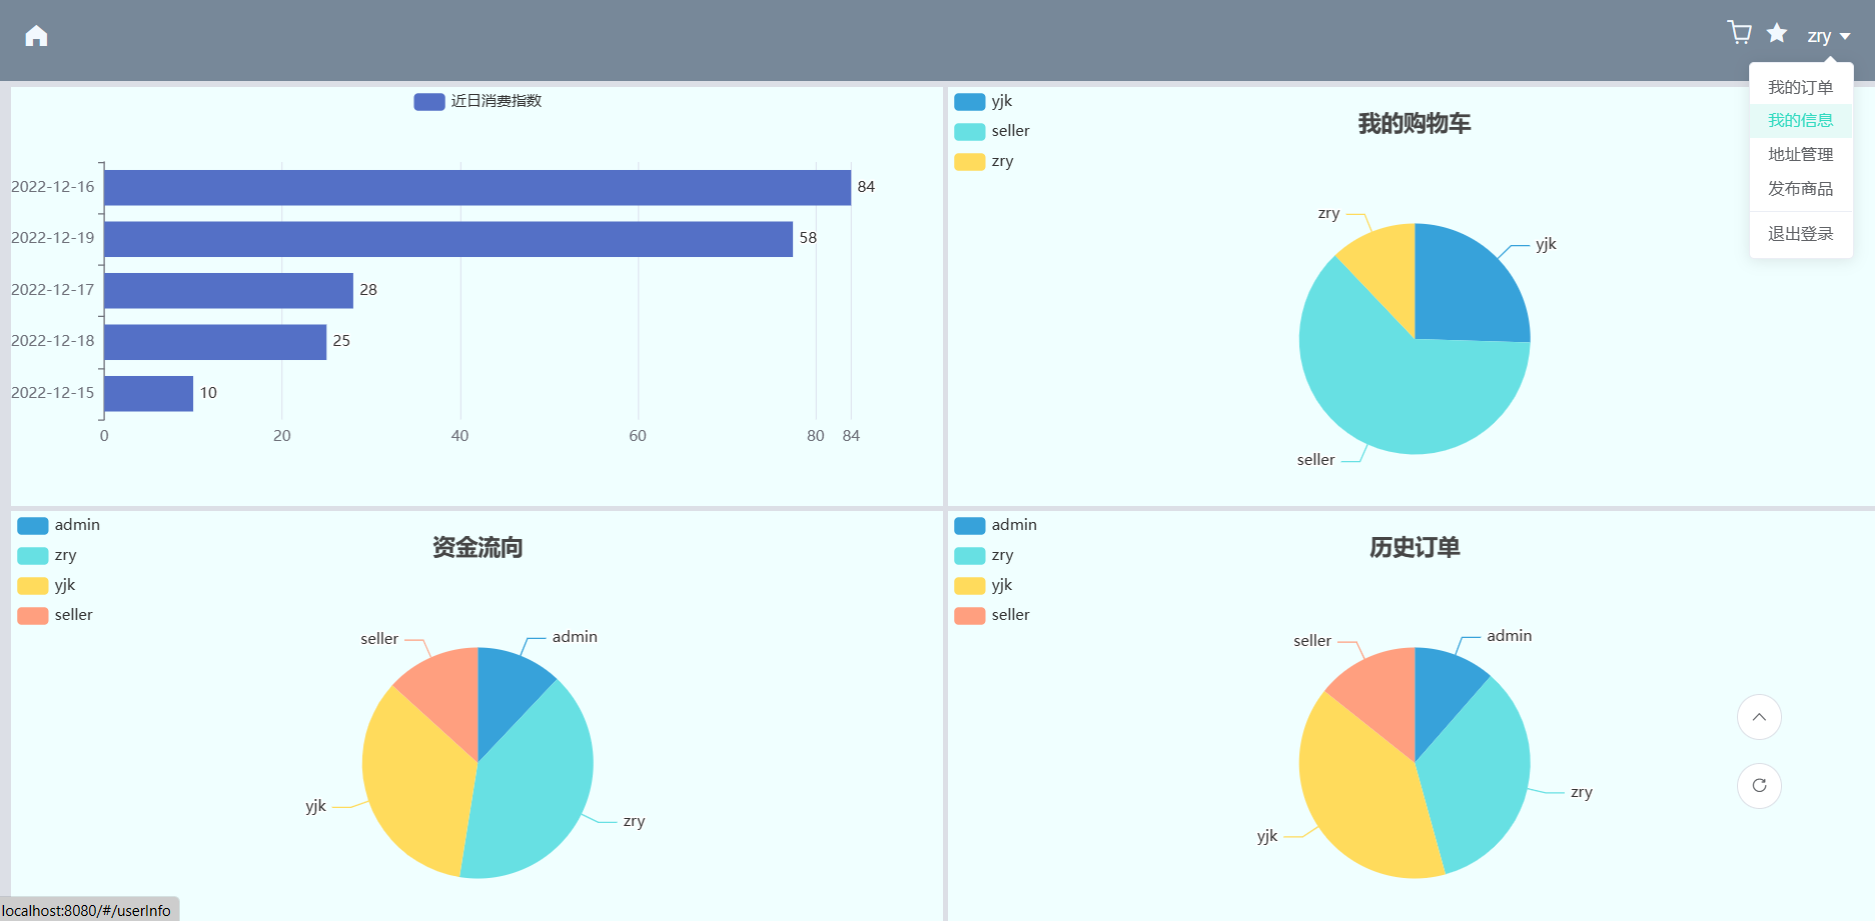 zry
我的订单
我的信息
地址管理
发布商品
退出登录
近日消费指数
2022-12-16
84
2022-12-19
58
2022-12-17
28
2022-12-18
25
2022-12-15
10
0 20 40 60 80 84
yjk
seller
zry
我的购物车
zry
yjk
seller
admin
zry
yjk
seller
资金流向
seller
admin
yjk
zry
admin
zry
yjk
seller
历史订单
seller
admin
zry
yjk
localhost:8080/#/userInfo